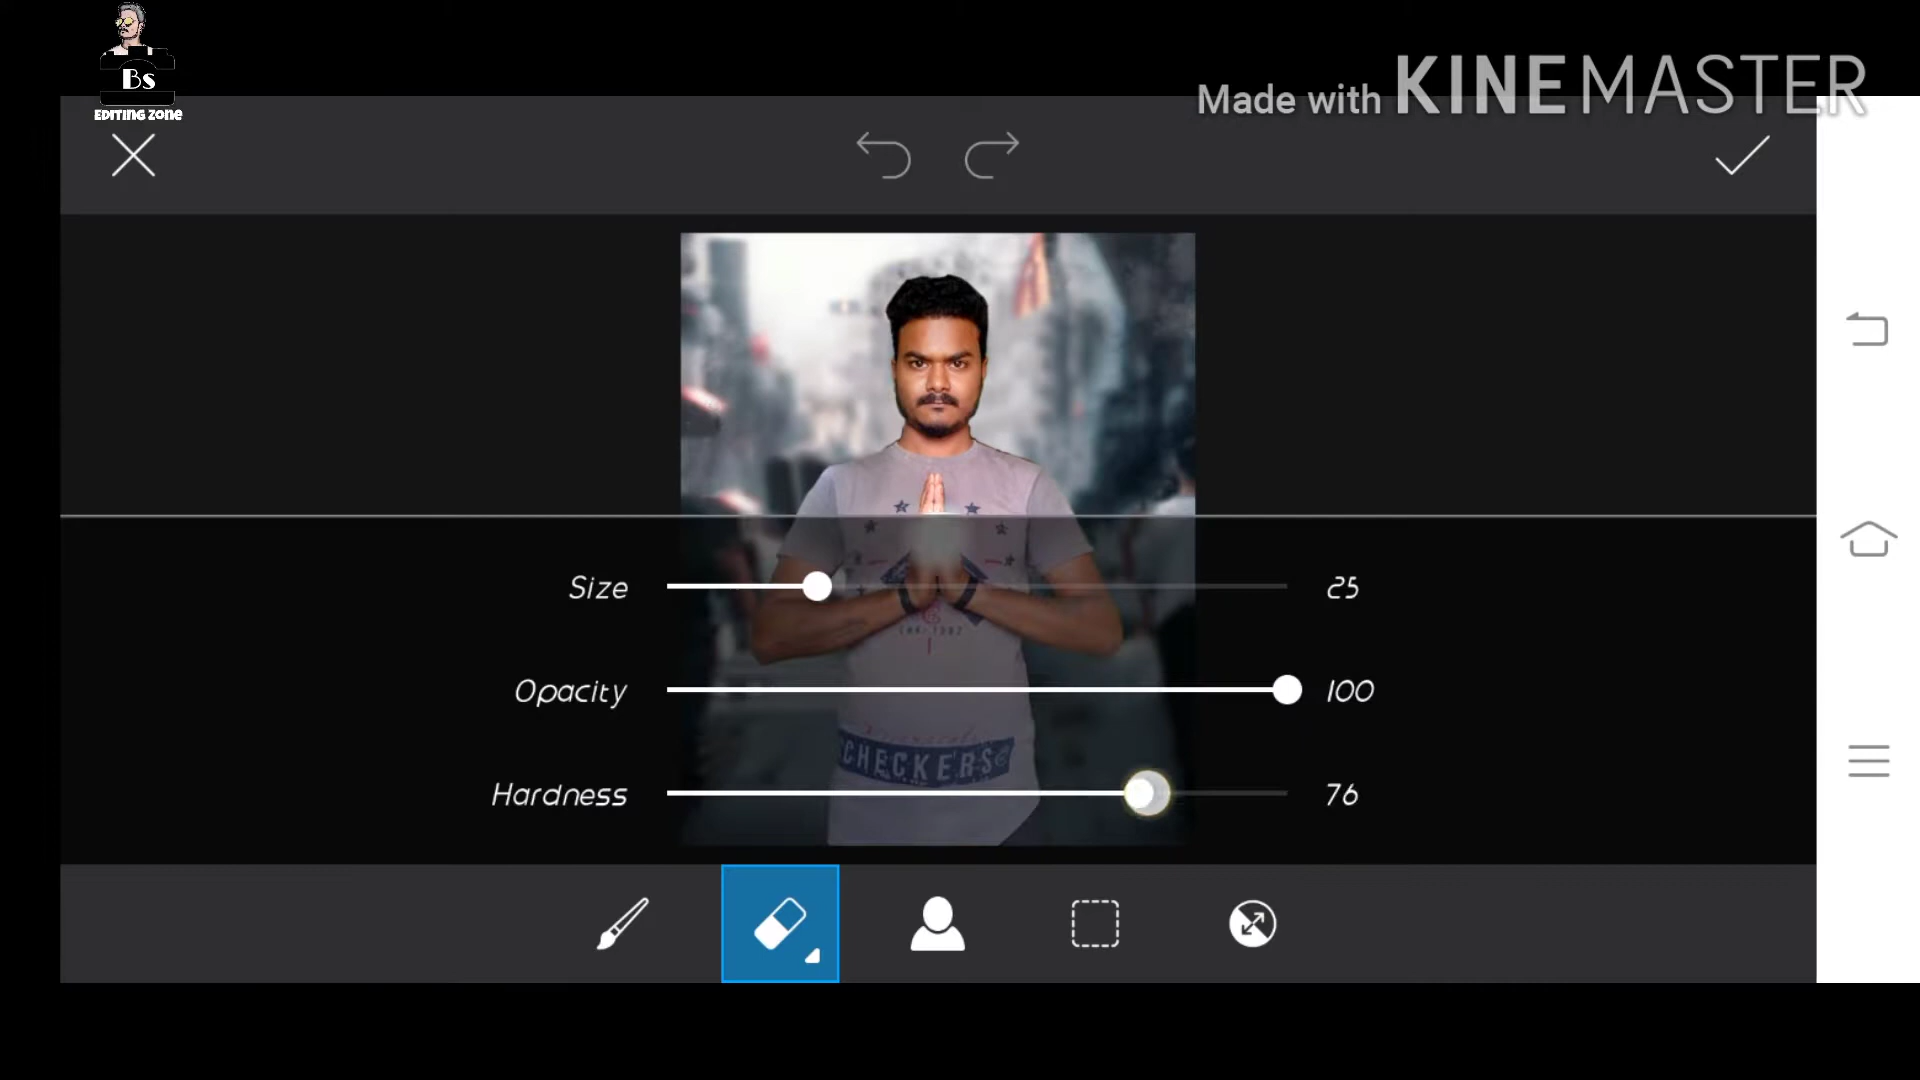 Bs
EDITING ZONE
Made with KINEMASTER
Size 25
Opacity 100
Hardness 76
CHECKERS